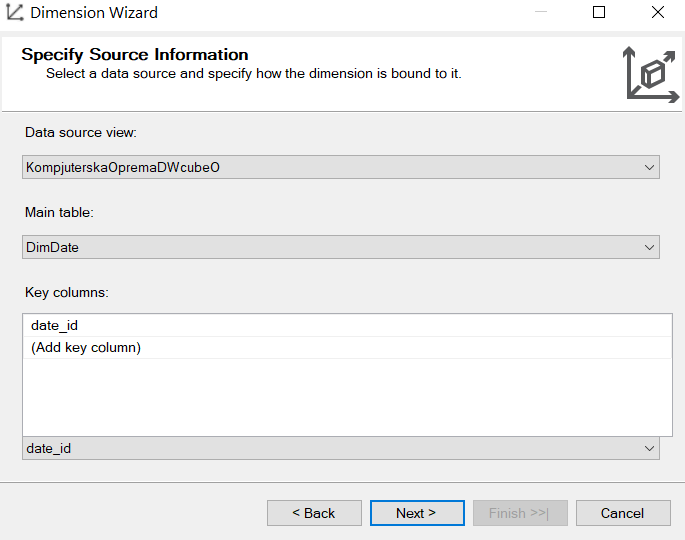 Dimension Wizard
Specify Source Information
Select a data source and specify how the dimension is bound to it.
Data source view:
KompjuterskaOpremaDWcubeO
Main table:
DimDate
Key columns:
date_id
(Add key column)
date_id
< Back
Next >
Finish >>|
Cancel